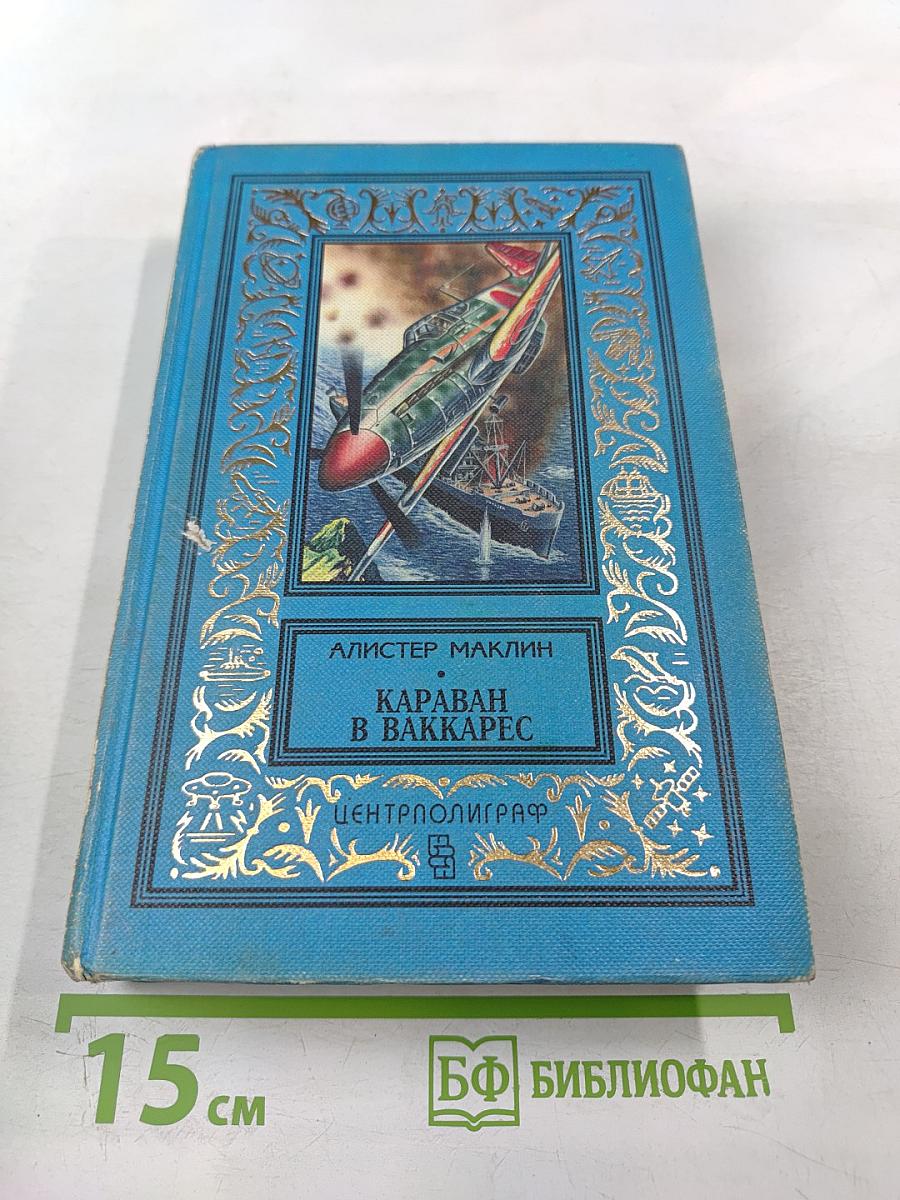 АЛИСТЕР МАКЛИН
•
КАРАВАН
В ВАККАРЕС
ЦЕНТРПОЛИГРАФ
15 СМ
БФ БИБЛИОФАН